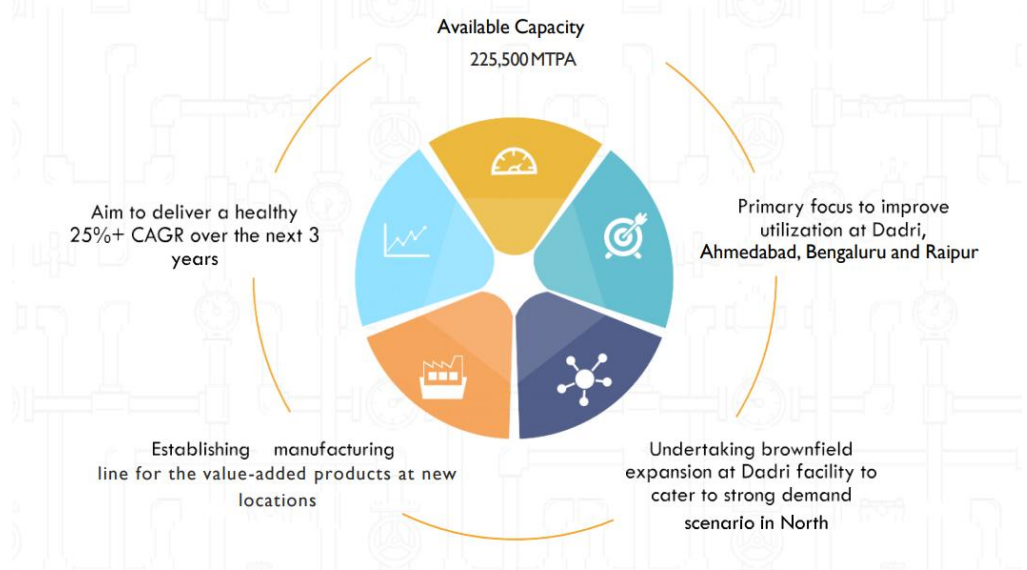 Available Capacity
225,500 MTPA
Primary focus to improve
utilization at Dadri,
Ahmedabad, Bengaluru and Raipur
Undertaking brownfield
expansion at Dadri facility to
cater to strong demand
scenario in North
Establishing manufacturing
line for the value-added products at new
locations
Aim to deliver a healthy
25%+ CAGR over the next 3
years